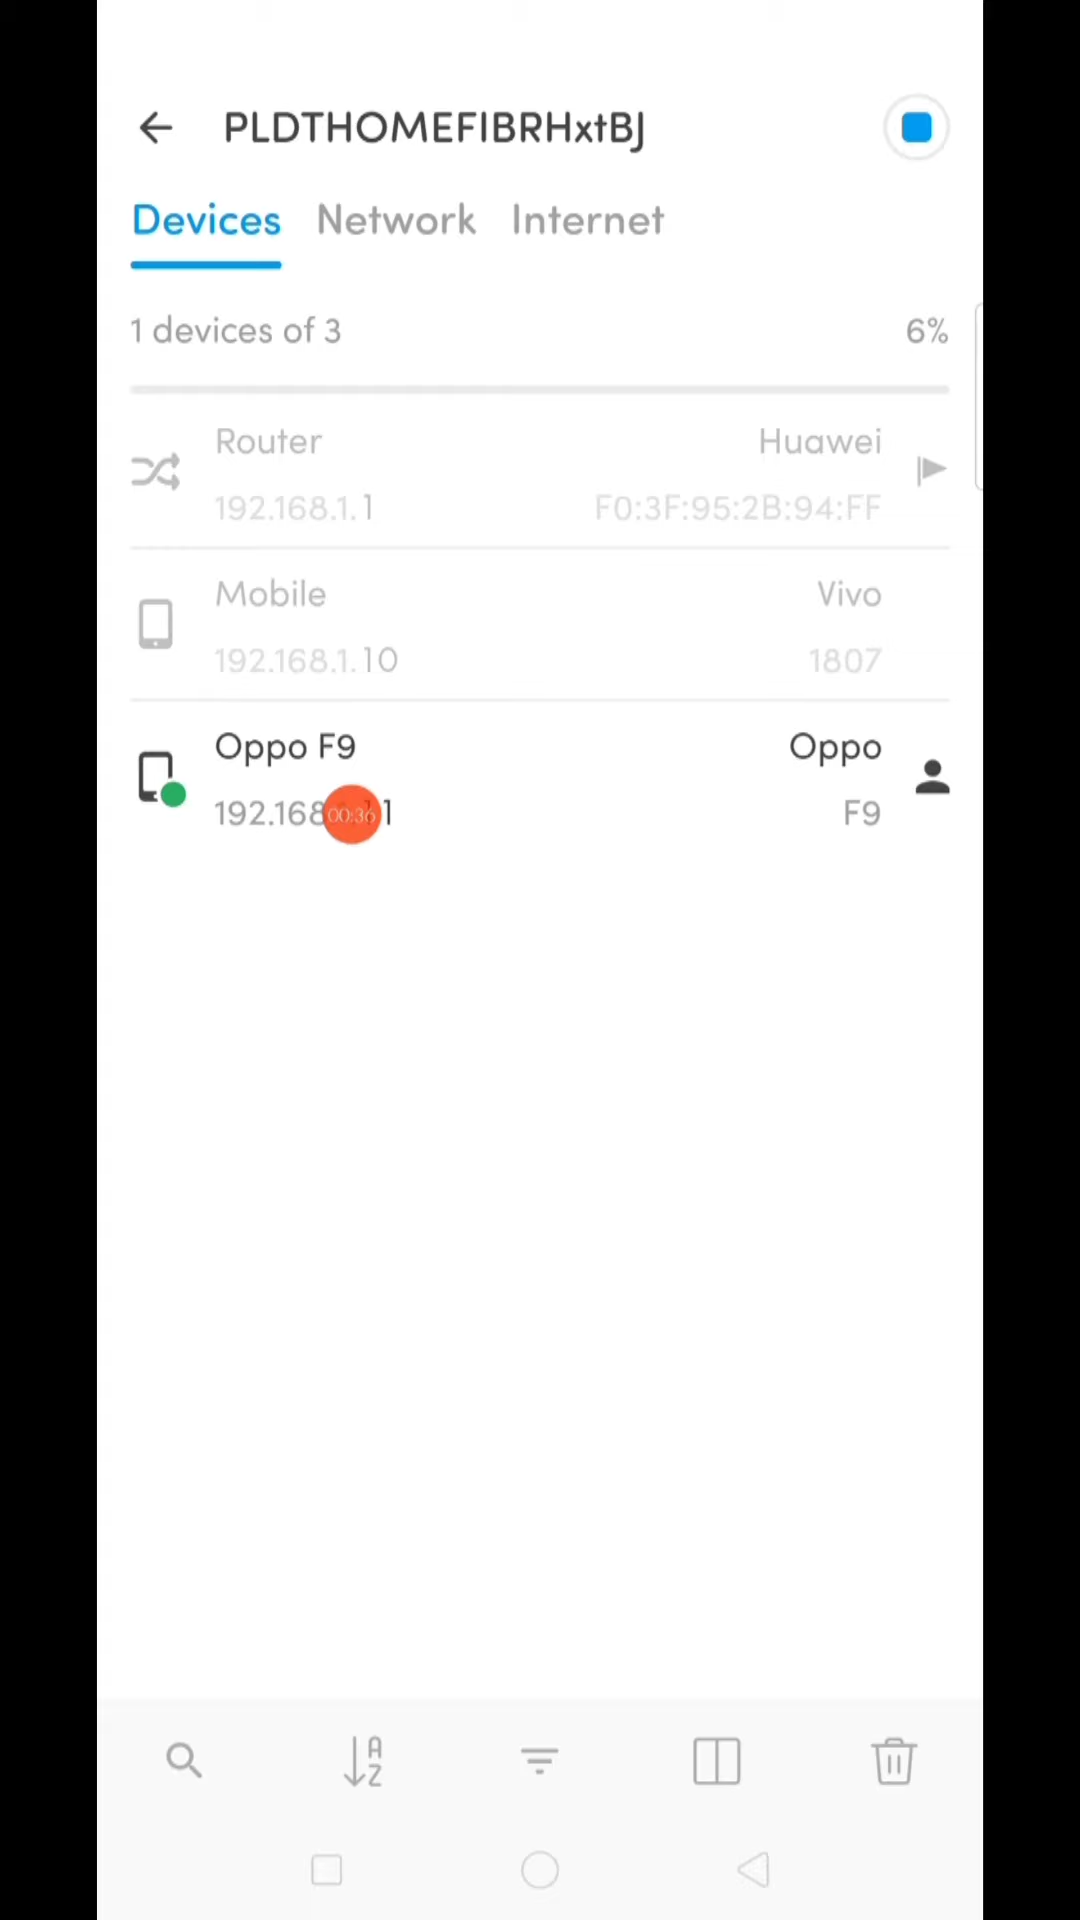 PLDTHOMEFIBRHxtBJ
Devices Network Internet
1 devices of 3 6%
Router Huawei
192.168.1.1 F0:3F:95:2B:94:FF
Mobile Vivo
192.168.1.10 1807
Oppo F9 Oppo
192.168 00:36 1 F9
A
Z